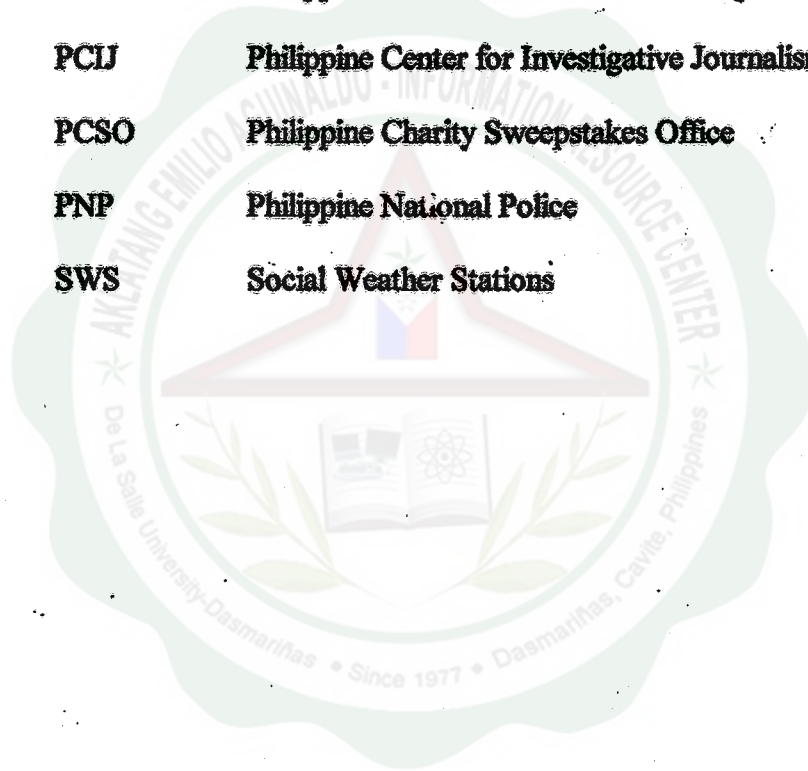 PCIJ Philippine Center for Investigative Journalis
PCSO Philippine Charity Sweepstakes Office
PNP Philippine National Police
SWS Social Weather Stations
AKLATANG EMILIO AGUINALDO - INFORMATION RESOURCE CENTER
De La Salle University-Dasmariñas • Since 1977 • Dasmariñas, Cavite, Philippines